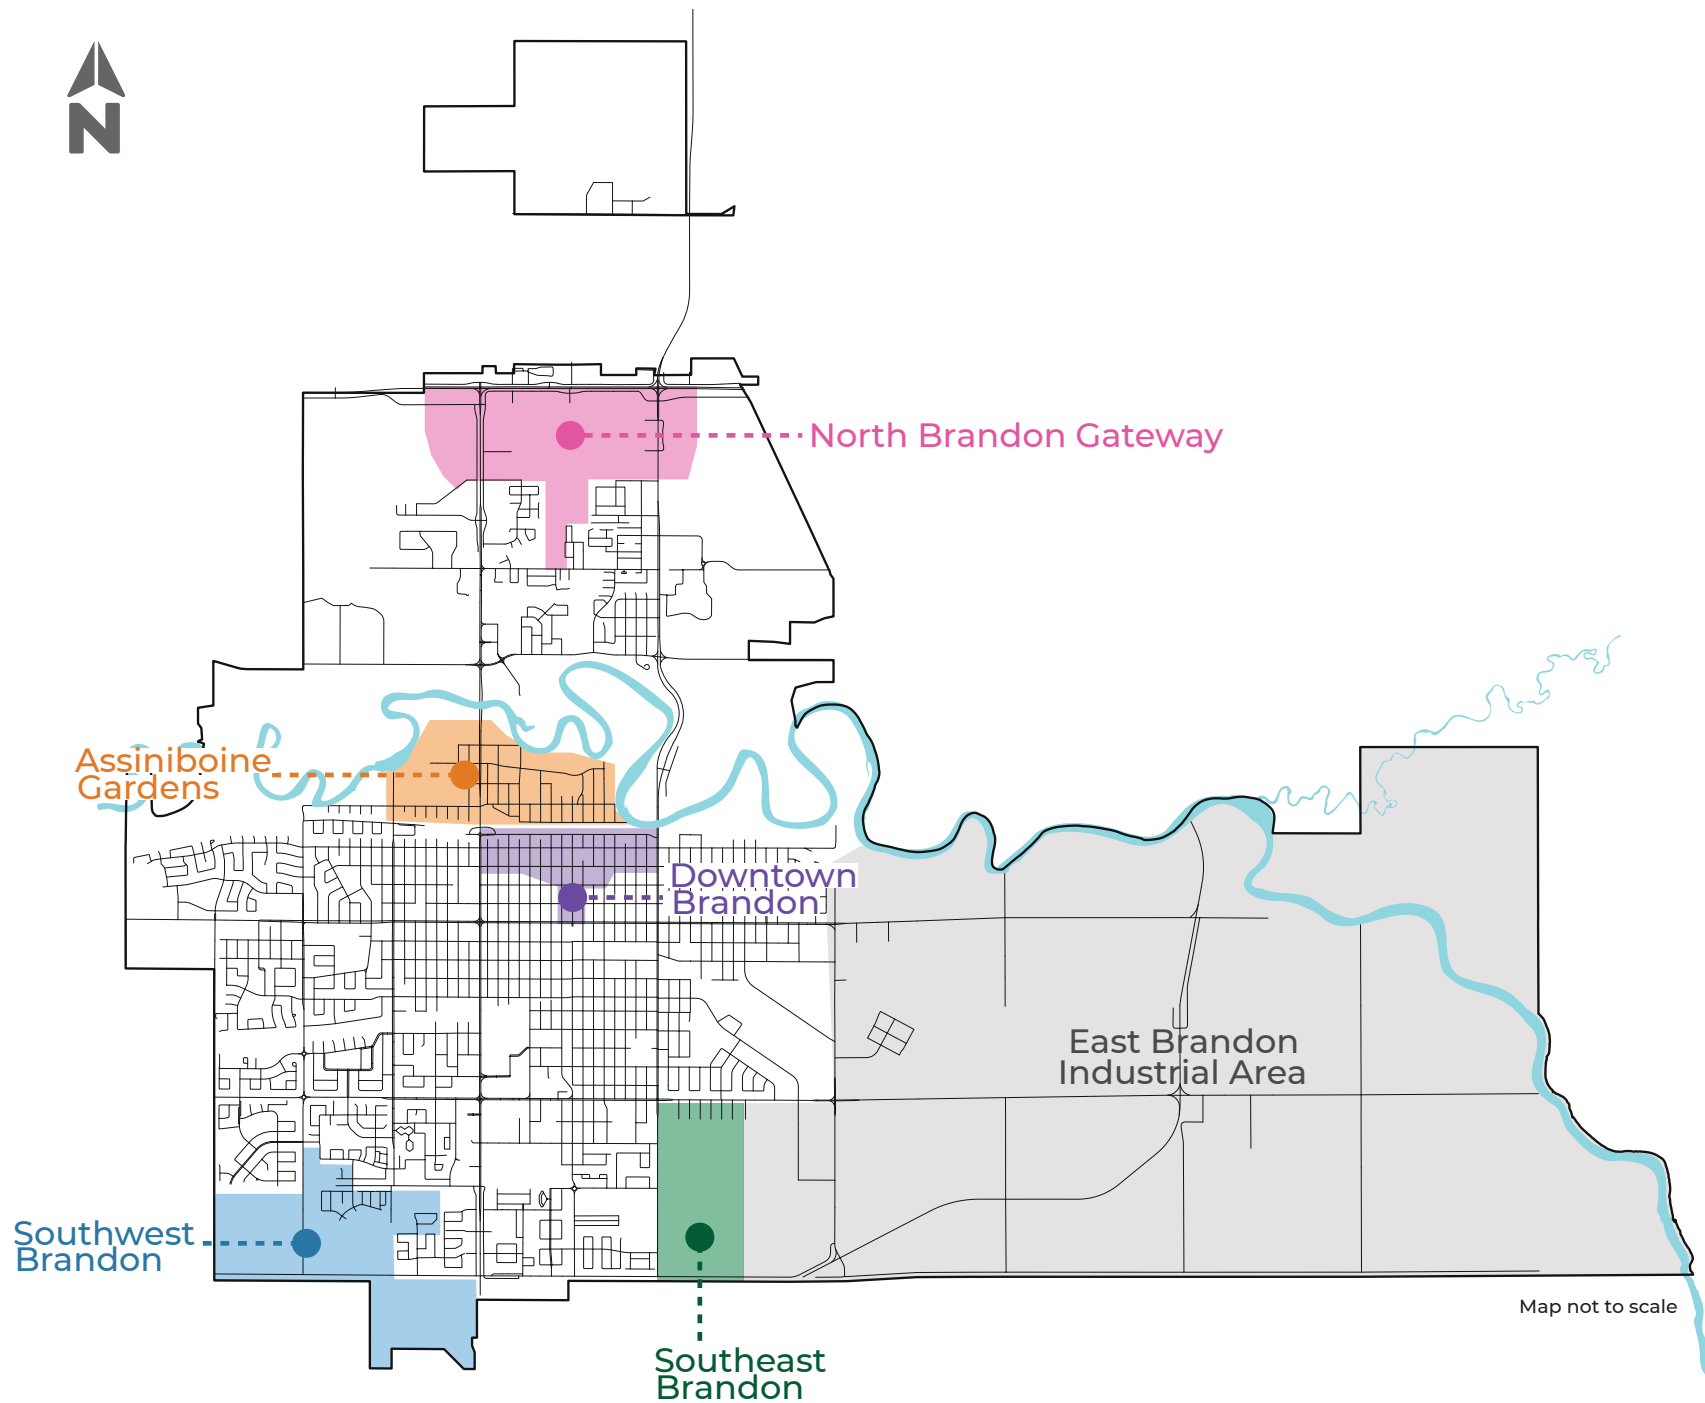 N
North Brandon Gateway
Assiniboine
Gardens
Downtown
Brandon
East Brandon
Industrial Area
Southwest
Brandon
Map not to scale
Southeast
Brandon